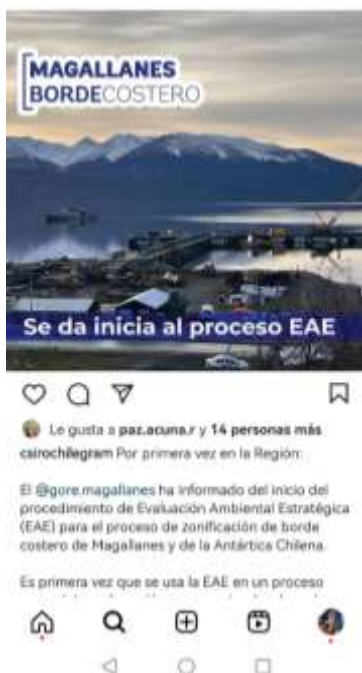 MAGALLANES
BORDECOSTERO
Se da inicia al proceso EAE
Le gusta a paz.acuna.r y 14 personas más
csirochilegram Por primera vez en la Región:
El @gore.magallanes ha informado del inicio del
procedimiento de Evaluación Ambiental Estratégica
(EAE) para el proceso de zonificación de borde
costero de Magallanes y de la Antártica Chilena.
Es primera vez que se usa la EAE en un proceso